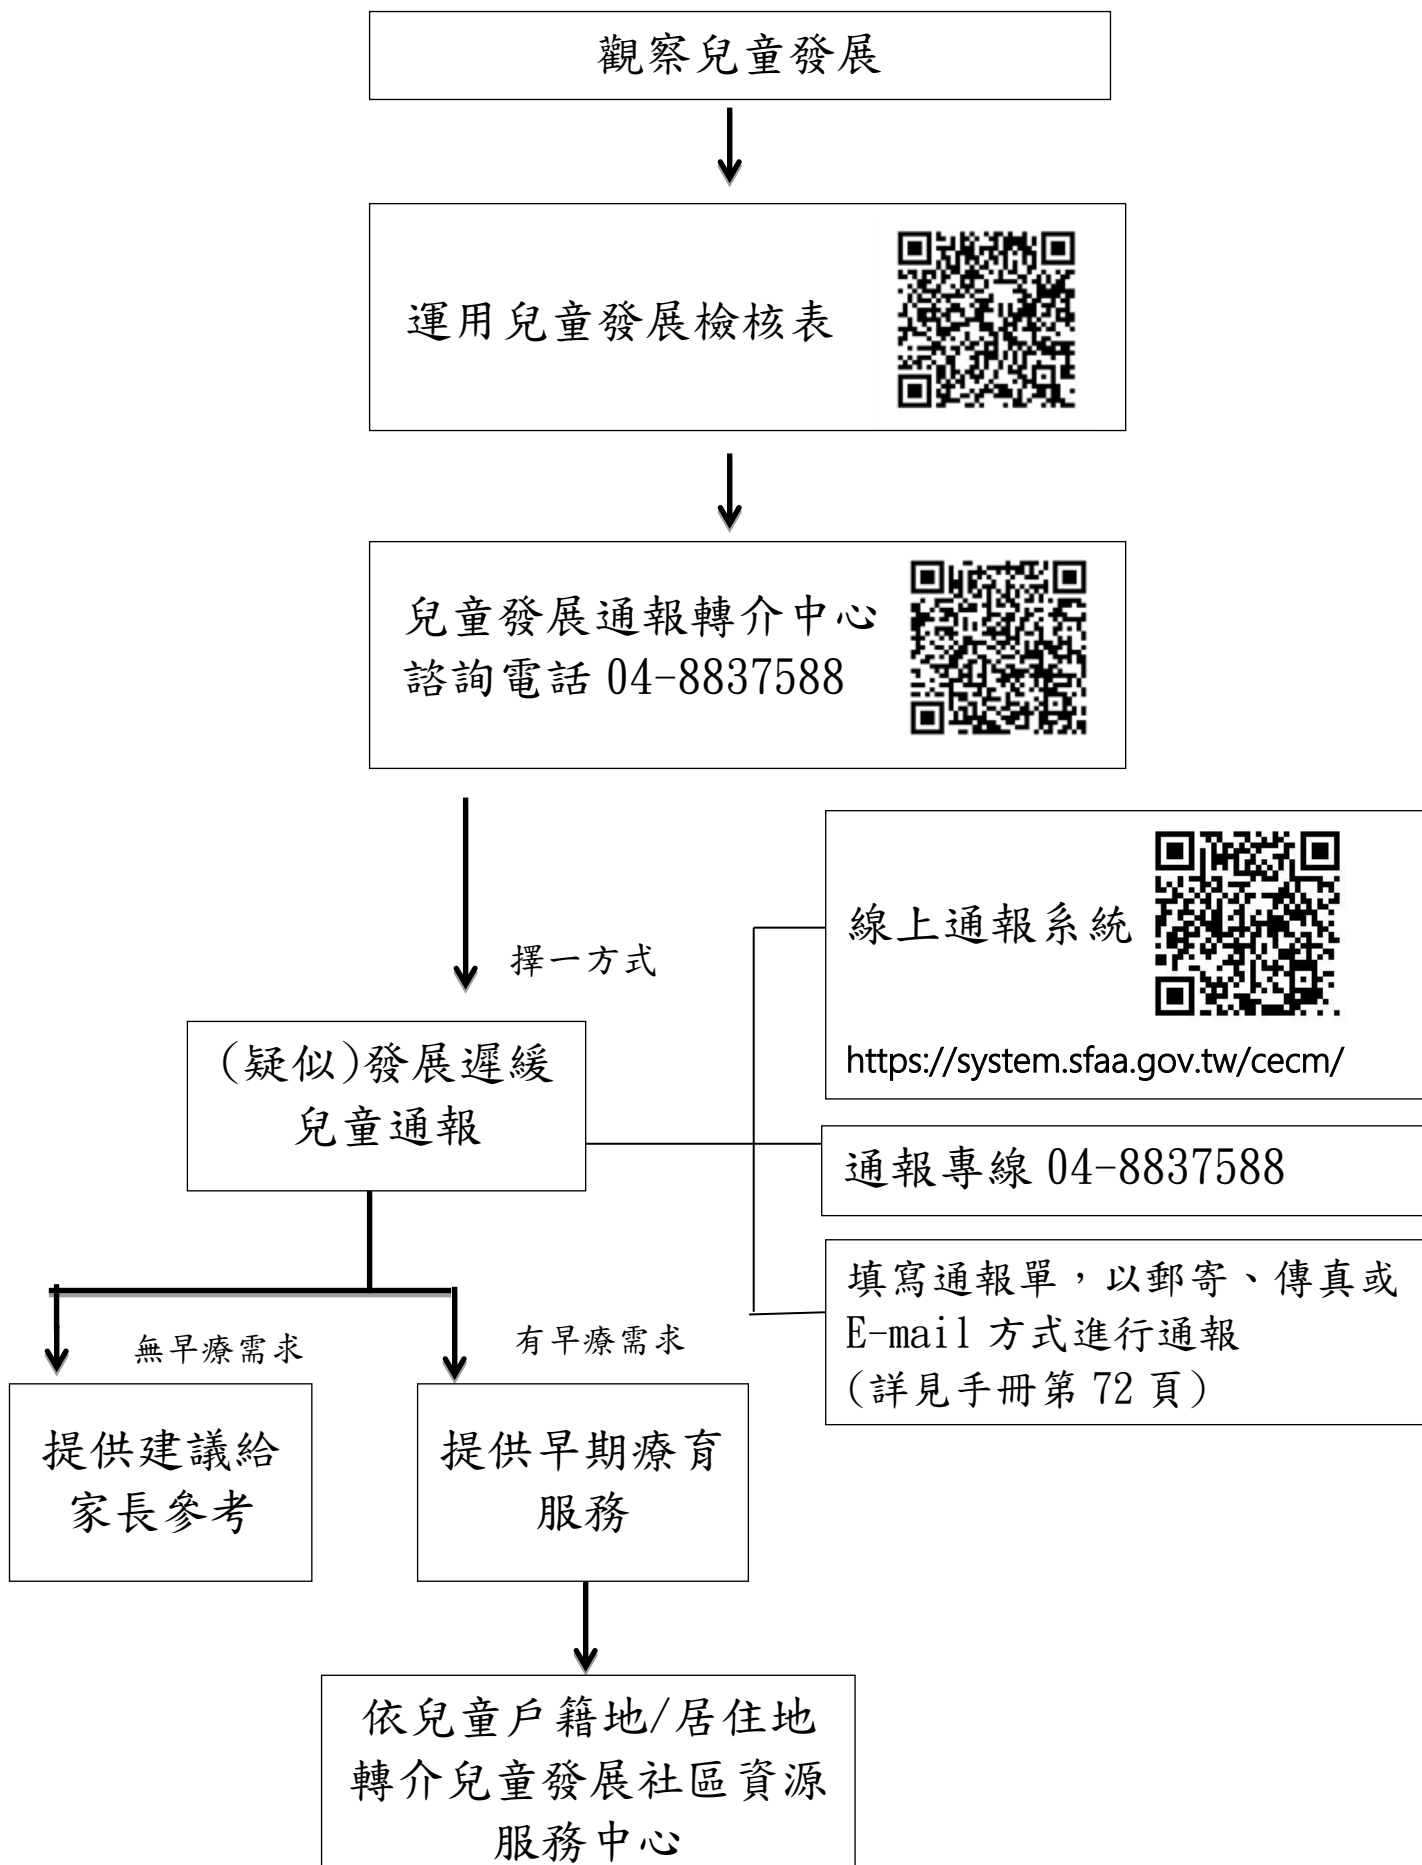 觀察兒童發展
運用兒童發展檢核表
兒童發展通報轉介中心
諮詢電話 04-8837588
擇一方式
(疑似)發展遲緩
兒童通報
線上通報系統
https://system.sfaa.gov.tw/cecm/
通報專線 04-8837588
填寫通報單，以郵寄、傳真或
E-mail 方式進行通報
(詳見手冊第 72 頁)
無早療需求
有早療需求
提供建議給
家長參考
提供早期療育
服務
依兒童戶籍地/居住地
轉介兒童發展社區資源
服務中心